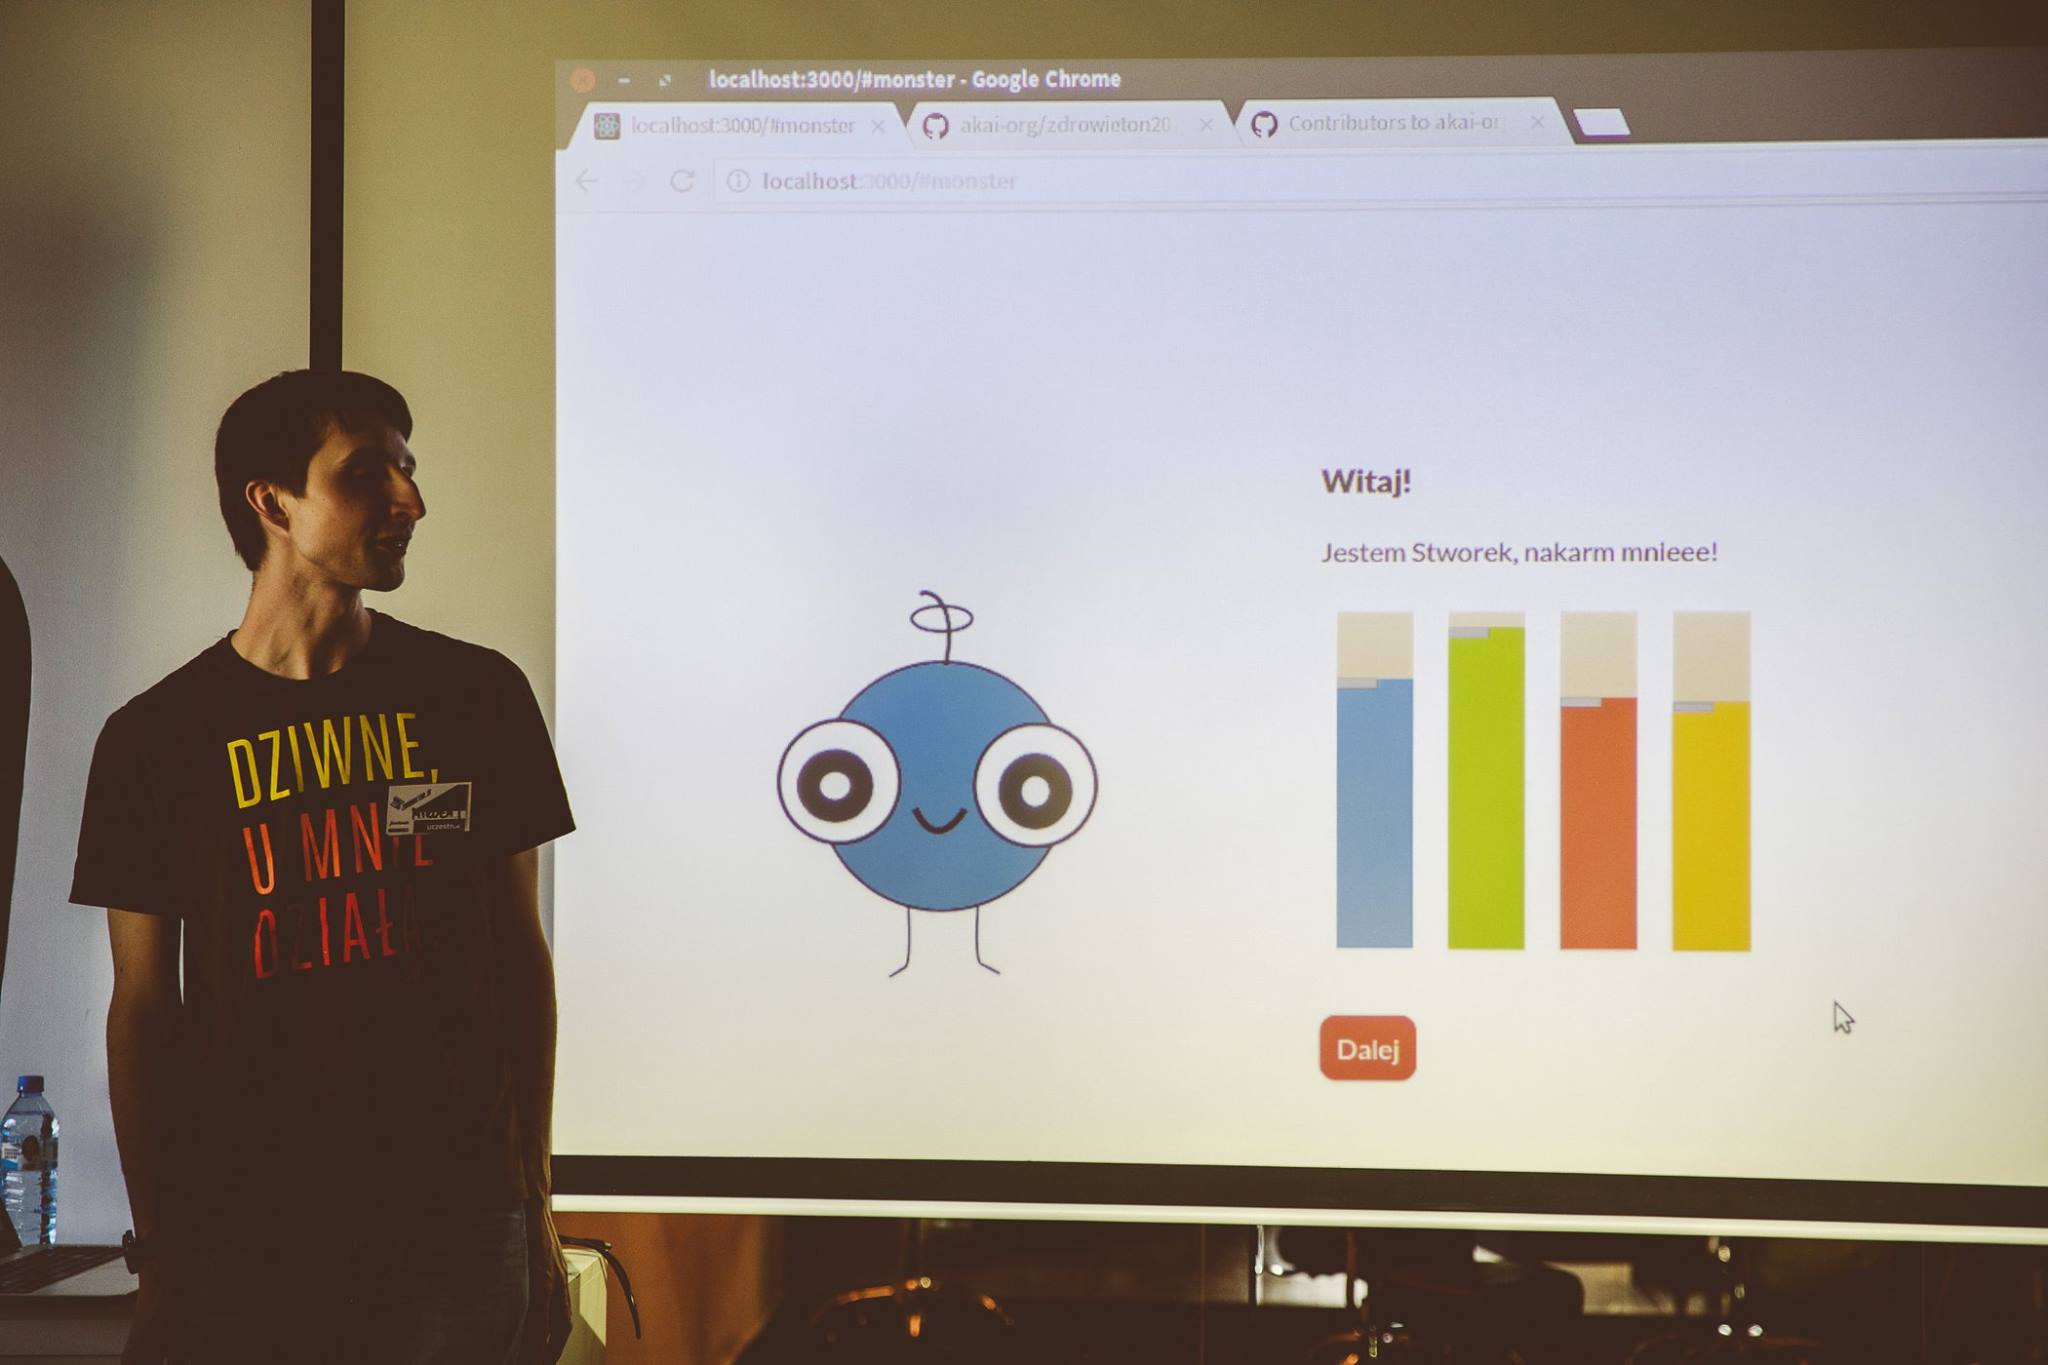 localhost:3000/#monster - Google Chrome
localhost:3000/#monster
akai-org/zdrowieton20
Contributors to akai-or
localhost:3000/#monster
Witaj!
Jestem Stworek, nakarm mnieee!
Dalej
DZIWNE,
U MNIE
DZIAŁA